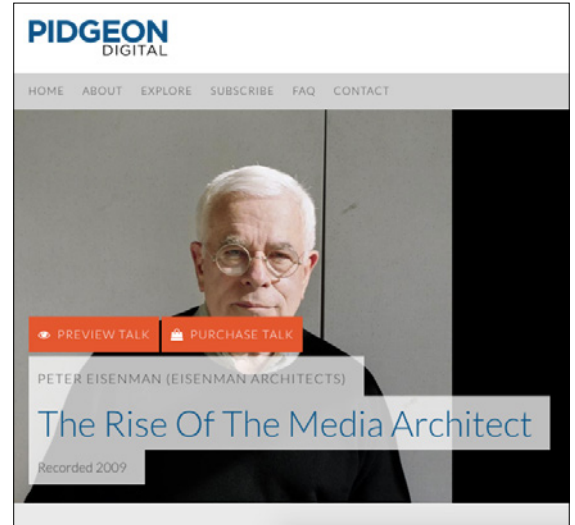 PIDGEON
DIGITAL
HOME ABOUT EXPLORE SUBSCRIBE FAQ CONTACT
PREVIEW TALK PURCHASE TALK
PETER EISENMAN (EISENMAN ARCHITECTS)
The Rise Of The Media Architect
Recorded 2009